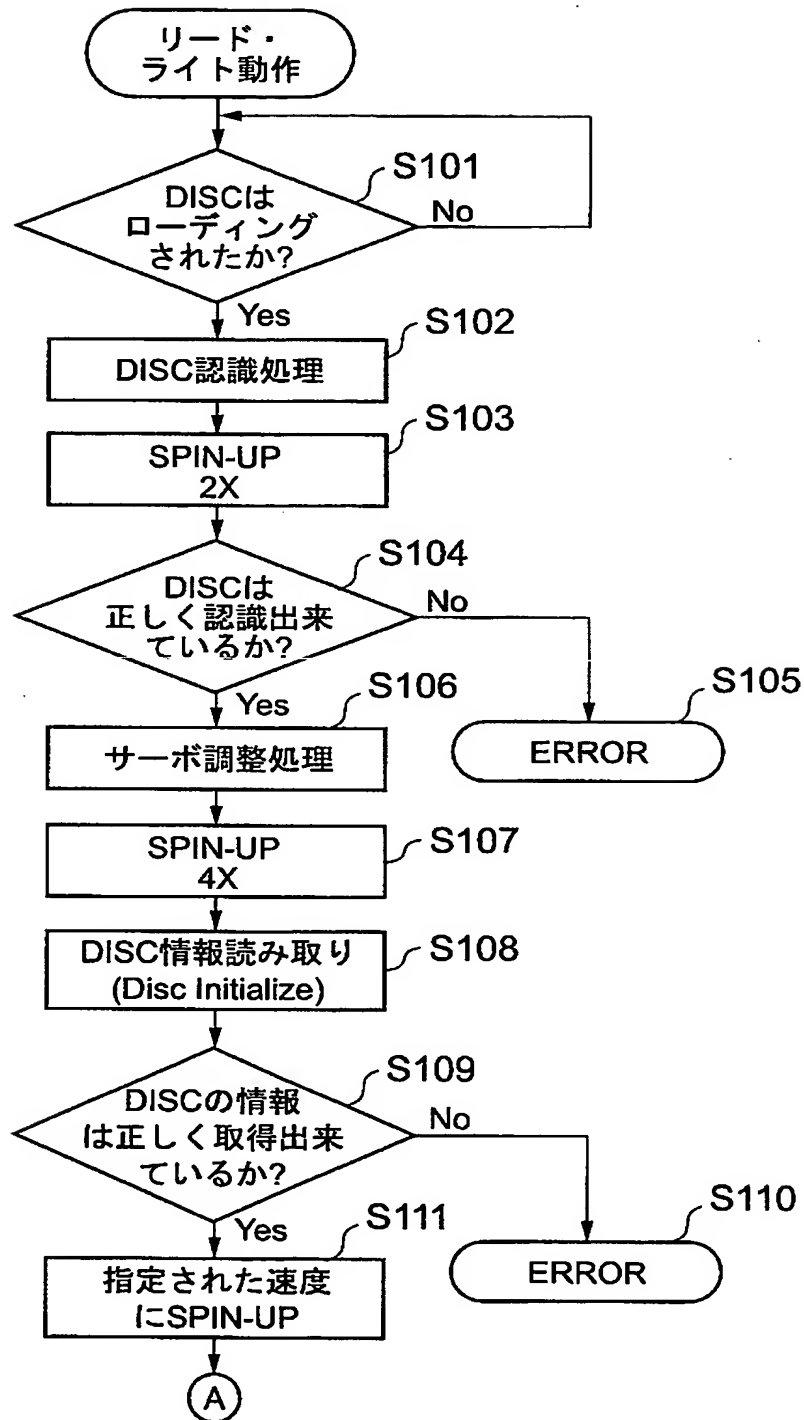 リード・
ライト動作
S101
DISCは
ローディング
されたか?
No
Yes
S102
DISC認識処理
S103
SPIN-UP
2X
S104
DISCは
正しく認識出来
ているか?
No
Yes
S105
ERROR
S106
サーボ調整処理
SPIN-UP
4X
S107
DISC情報読み取り
(Disc Initialize)
S108
S109
DISCの情報
は正しく取得出来
ているか?
No
Yes
S110
ERROR
S111
指定された速度
にSPIN-UP
A